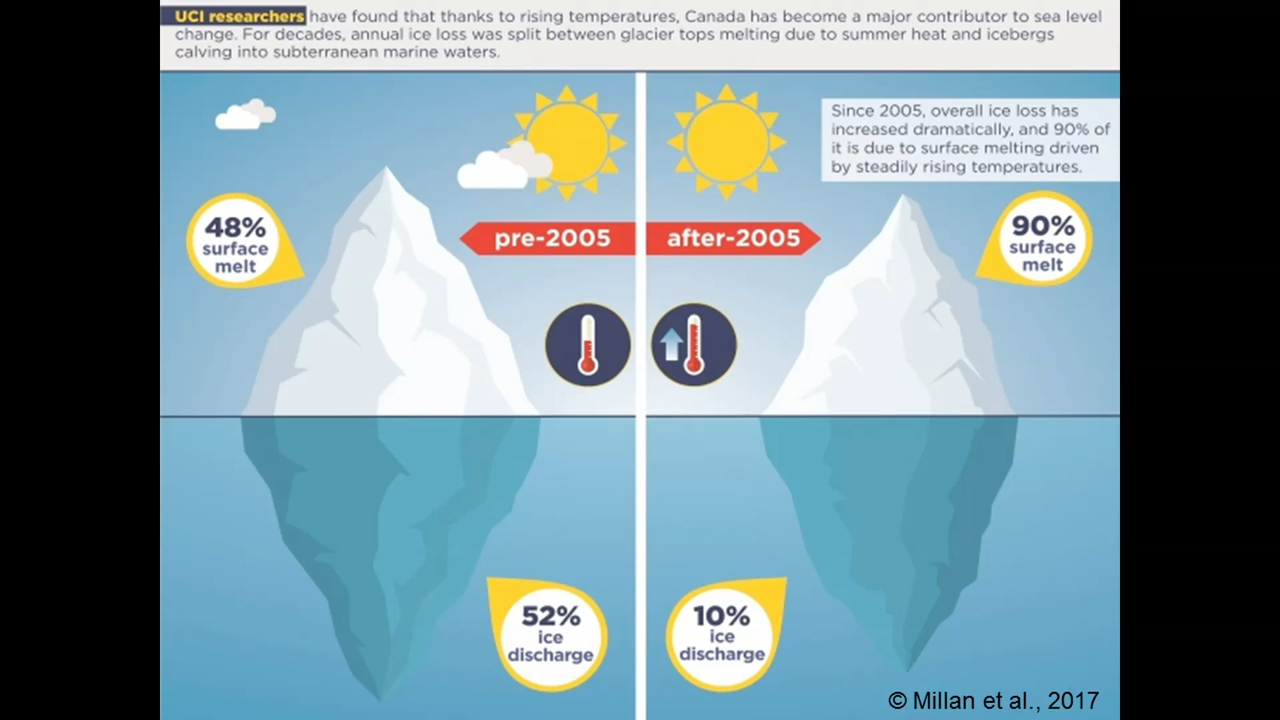 UCI researchers have found that thanks to rising temperatures, Canada has become a major contributor to sea level
change. For decades, annual ice loss was split between glacier tops melting due to summer heat and icebergs
calving into subterranean marine waters.
Since 2005, overall ice loss has
increased dramatically, and 90% of
it is due to surface melting driven
by steadily rising temperatures.
48%
surface
melt
pre-2005
after-2005
90%
surface
melt
52%
ice
discharge
10%
ice
discharge
© Millan et al., 2017